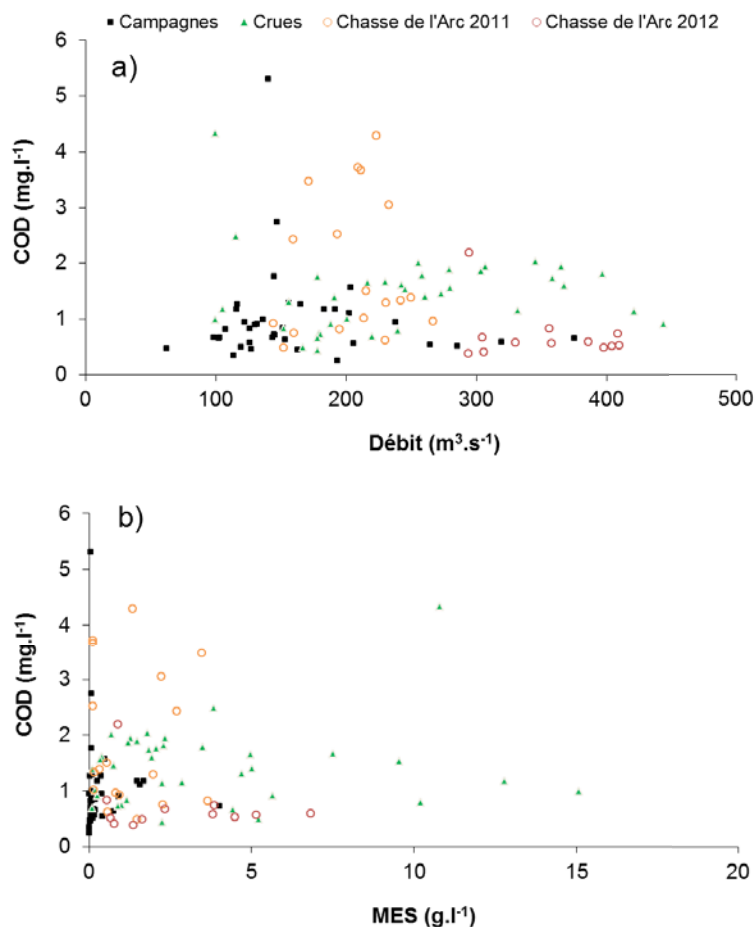 Campagnes Crues Chasse de l'Arc 2011 Chasse de l'Arc 2012
a)
6
5
4
3
2
1
0
COD (mg.l-1)
0 100 200 300 400 500
Débit (m³.s-1)
b)
6
5
4
3
2
1
0
COD (mg.l-1)
0 5 10 15 20
MES (g.l-1)